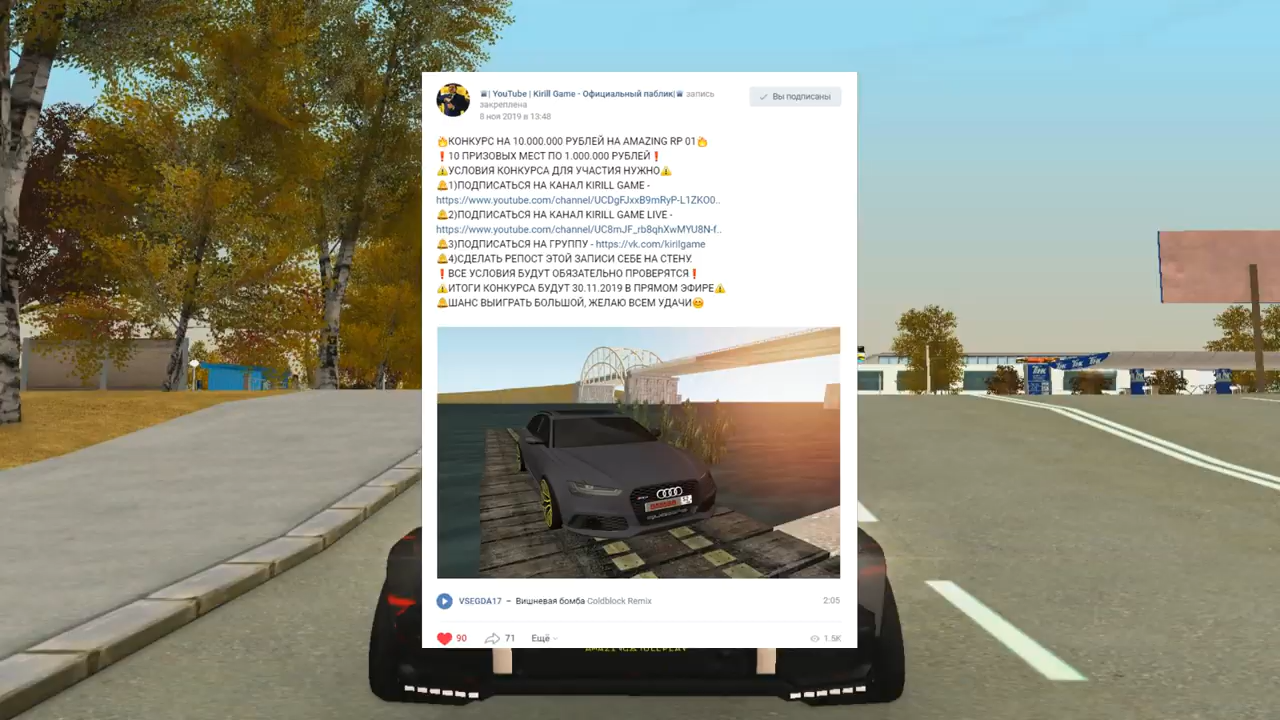 ♛| YouTube | Kirill Game - Официальный паблик|♛ запись
закреплена
8 ноя 2019 в 13:48
Вы подписаны
🔥КОНКУРС НА 10.000.000 РУБЛЕЙ НА AMAZING RP 01🔥
❗10 ПРИЗОВЫХ МЕСТ ПО 1.000.000 РУБЛЕЙ❗
⚠УСЛОВИЯ КОНКУРСА ДЛЯ УЧАСТИЯ НУЖНО⚠
🔔1)ПОДПИСАТЬСЯ НА КАНАЛ KIRILL GAME -
https://www.youtube.com/channel/UCDgFJxxB9mRyP-L1ZKO0..
🔔2)ПОДПИСАТЬСЯ НА КАНАЛ KIRILL GAME LIVE -
https://www.youtube.com/channel/UC8mJF_rb8qhXwMYU8N-f..
🔔3)ПОДПИСАТЬСЯ НА ГРУППУ - https://vk.com/kirilgame
🔔4)СДЕЛАТЬ РЕПОСТ ЭТОЙ ЗАПИСИ СЕБЕ НА СТЕНУ.
❗ВСЕ УСЛОВИЯ БУДУТ ОБЯЗАТЕЛЬНО ПРОВЕРЯТСЯ❗
⚠ИТОГИ КОНКУРСА БУДУТ 30.11.2019 В ПРЯМОМ ЭФИРЕ⚠
🔔ШАНС ВЫИГРАТЬ БОЛЬШОЙ, ЖЕЛАЮ ВСЕМ УДАЧИ😊
VSEGDA17 – Вишневая бомба Coldblock Remix
2:05
90
71
Ещё
1.5K